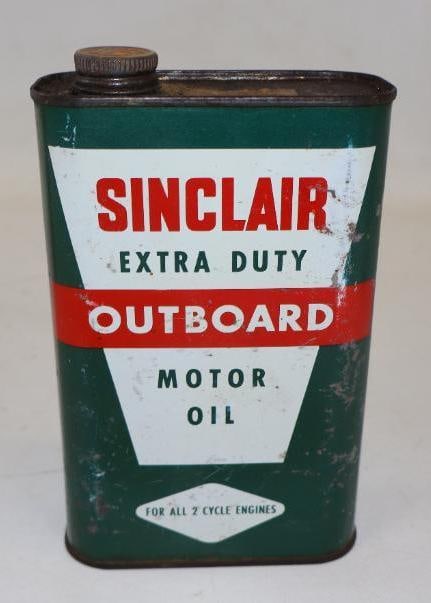 SINCLAIR
EXTRA DUTY
OUTBOARD
MOTOR
OIL
FOR ALL 2 CYCLE ENGINES